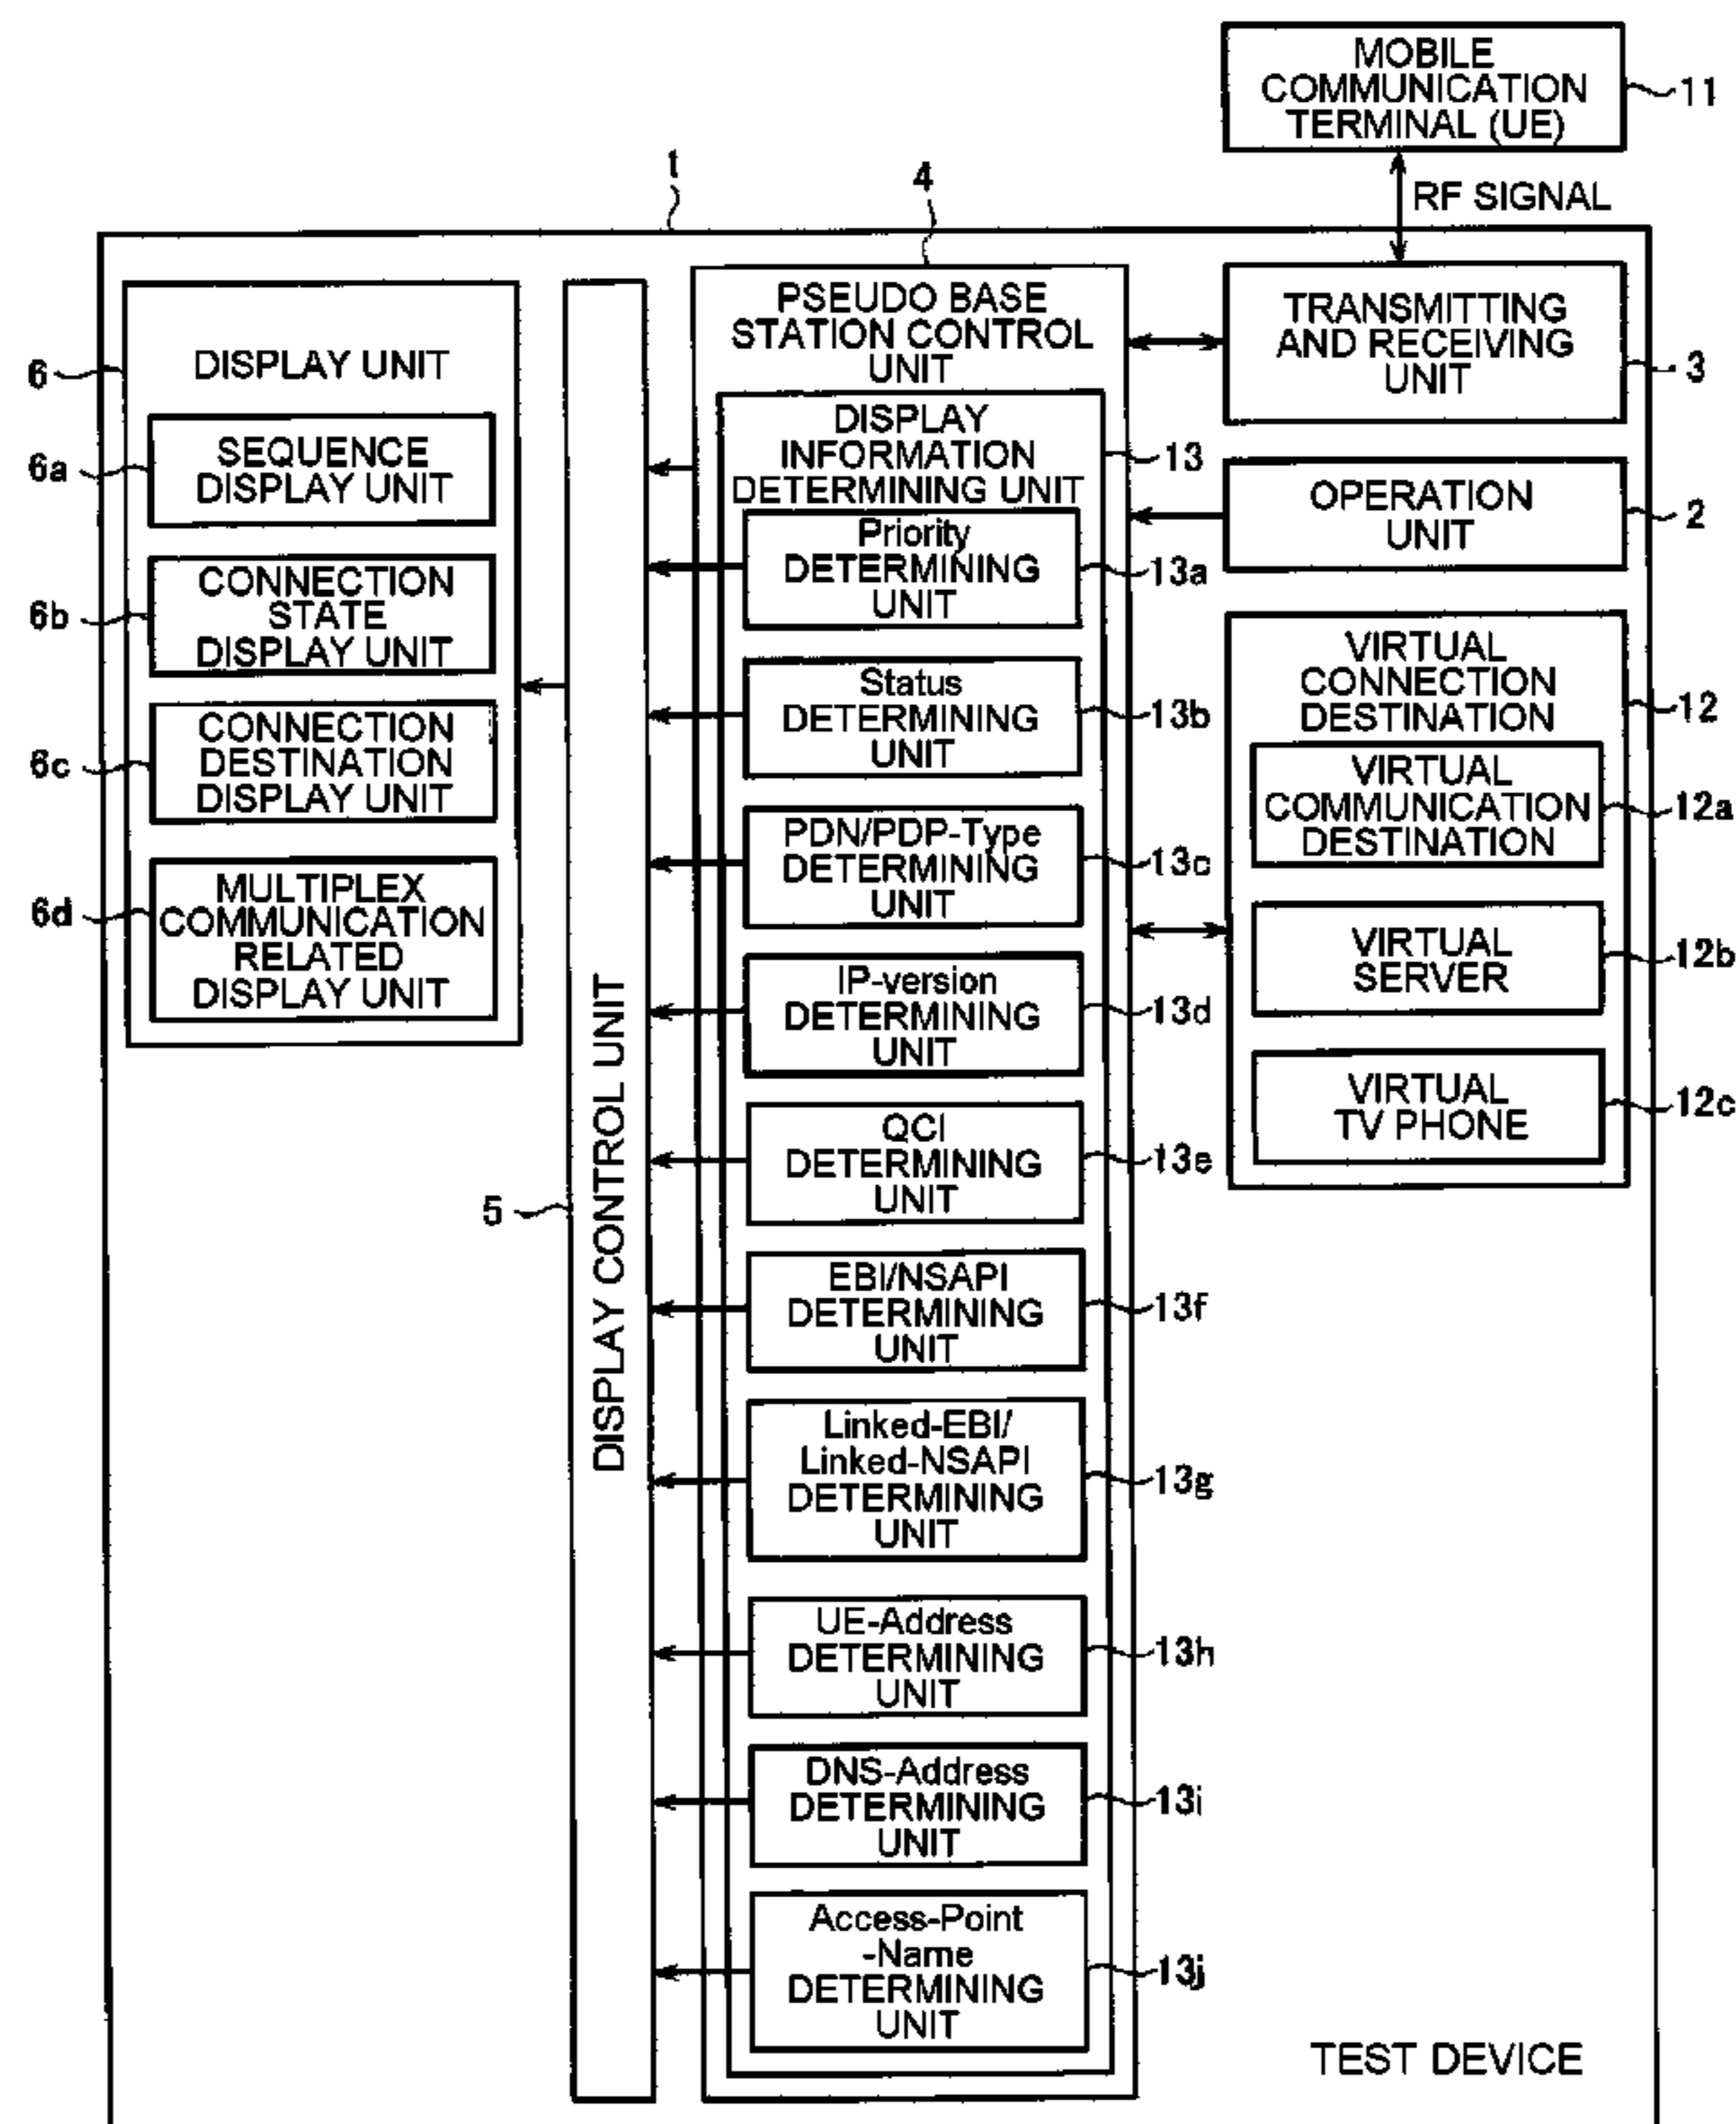 MOBILE
COMMUNICATION
TERMINAL (UE)
11
RF SIGNAL
1
4
6
DISPLAY UNIT
6a
SEQUENCE
DISPLAY UNIT
6b
CONNECTION
STATE
DISPLAY UNIT
6c
CONNECTION
DESTINATION
DISPLAY UNIT
6d
MULTIPLEX
COMMUNICATION
RELATED
DISPLAY UNIT
5
DISPLAY CONTROL UNIT
PSEUDO BASE
STATION CONTROL
UNIT
DISPLAY
INFORMATION
DETERMINING UNIT
13
Priority
DETERMINING
UNIT
13a
Status
DETERMINING
UNIT
13b
PDN/PDP-Type
DETERMINING
UNIT
13c
IP-version
DETERMINING
UNIT
13d
QCI
DETERMINING
UNIT
13e
EBI/NSAPI
DETERMINING
UNIT
13f
Linked-EBI/
Linked-NSAPI
DETERMINING
UNIT
13g
UE-Address
DETERMINING
UNIT
13h
DNS-Address
DETERMINING
UNIT
13i
Access-Point
-Name
DETERMINING
UNIT
13j
TRANSMITTING
AND RECEIVING
UNIT
3
OPERATION
UNIT
2
VIRTUAL
CONNECTION
DESTINATION
12
VIRTUAL
COMMUNICATION
DESTINATION
12a
VIRTUAL
SERVER
12b
VIRTUAL
TV PHONE
12c
TEST DEVICE